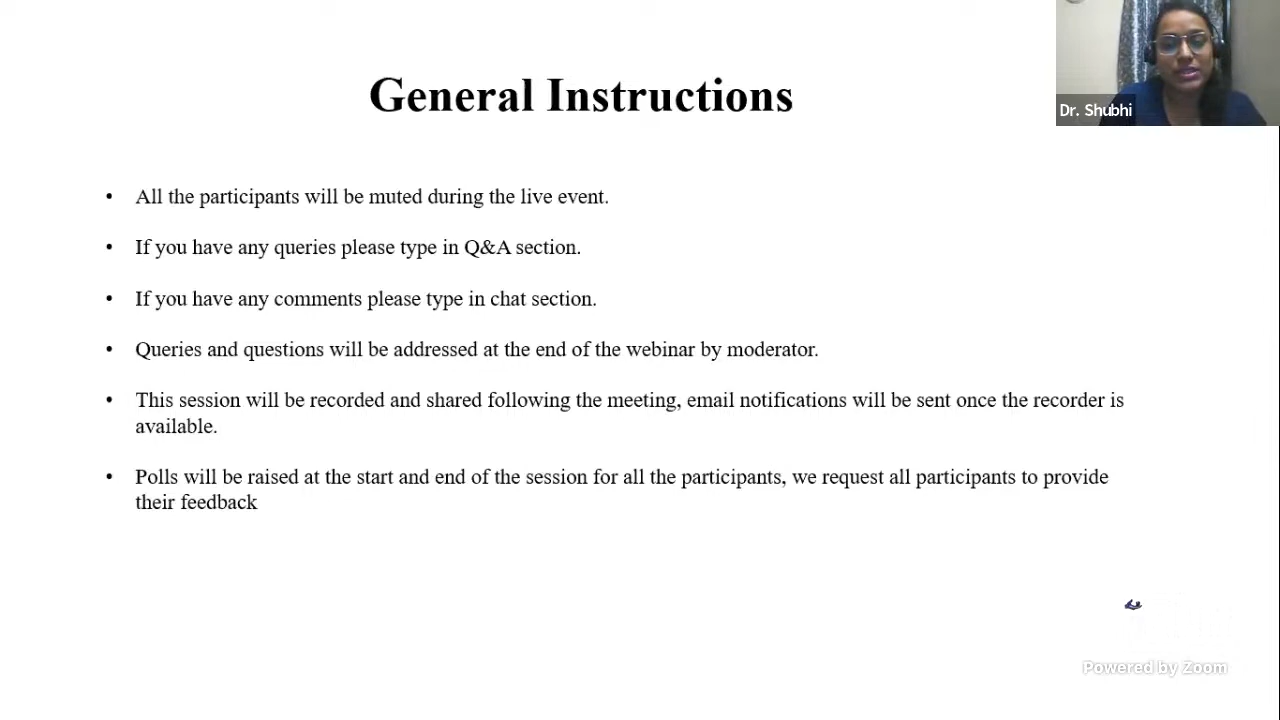 General Instructions
Dr. Shubhi
• All the participants will be muted during the live event.
• If you have any queries please type in Q&A section.
• If you have any comments please type in chat section.
• Queries and questions will be addressed at the end of the webinar by moderator.
• This session will be recorded and shared following the meeting, email notifications will be sent once the recorder is
available.
• Polls will be raised at the start and end of the session for all the participants, we request all participants to provide
their feedback
Powered by Zoom